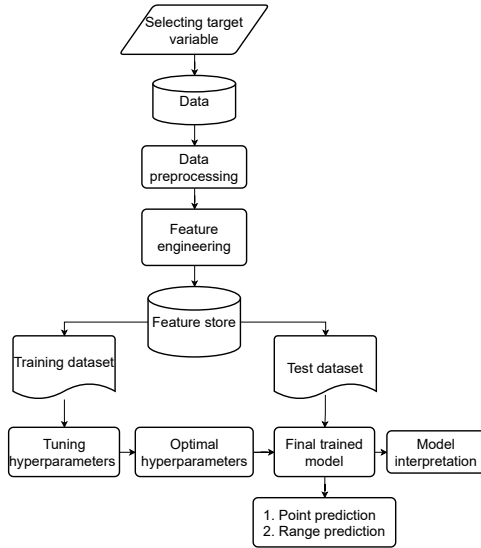 Selecting target
variable
Data
Data
preprocessing
Feature
engineering
Feature store
Training dataset
Test dataset
Tuning
hyperparameters
Optimal
hyperparameters
Final trained
model
Model
interpretation
1. Point prediction
2. Range prediction